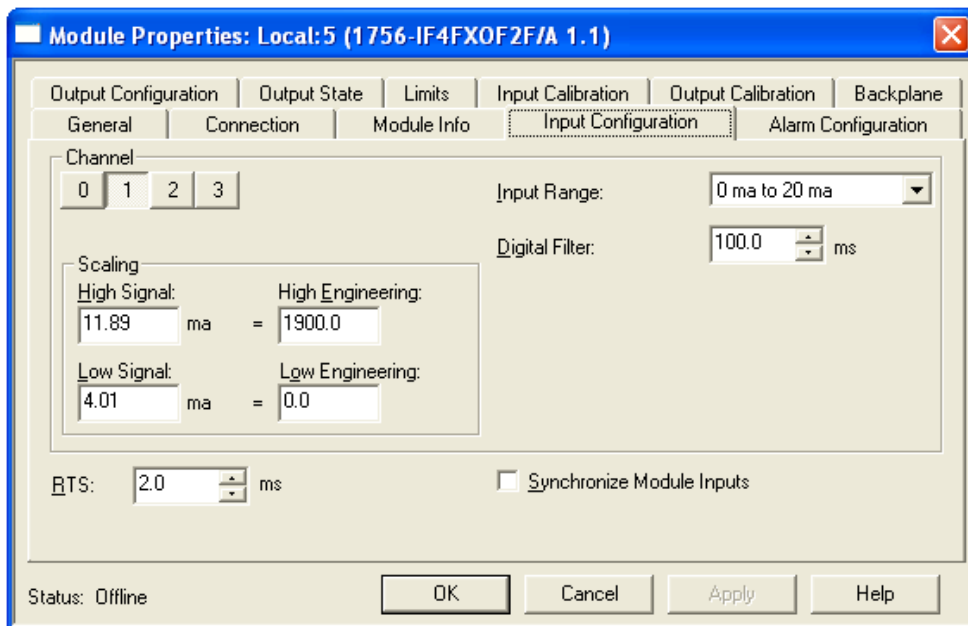 Module Properties: Local:5 (1756-IF4FXOF2F/A 1.1)
Output Configuration Output State Limits Input Calibration Output Calibration Backplane
General Connection Module Info Input Configuration Alarm Configuration
Channel
0 1 2 3
Input Range: 0 ma to 20 ma
Digital Filter: 100.0 ms
Scaling
High Signal: High Engineering:
11.89 ma = 1900.0
Low Signal: Low Engineering:
4.01 ma = 0.0
RTS: 2.0 ms Synchronize Module Inputs
Status: Offline OK Cancel Apply Help